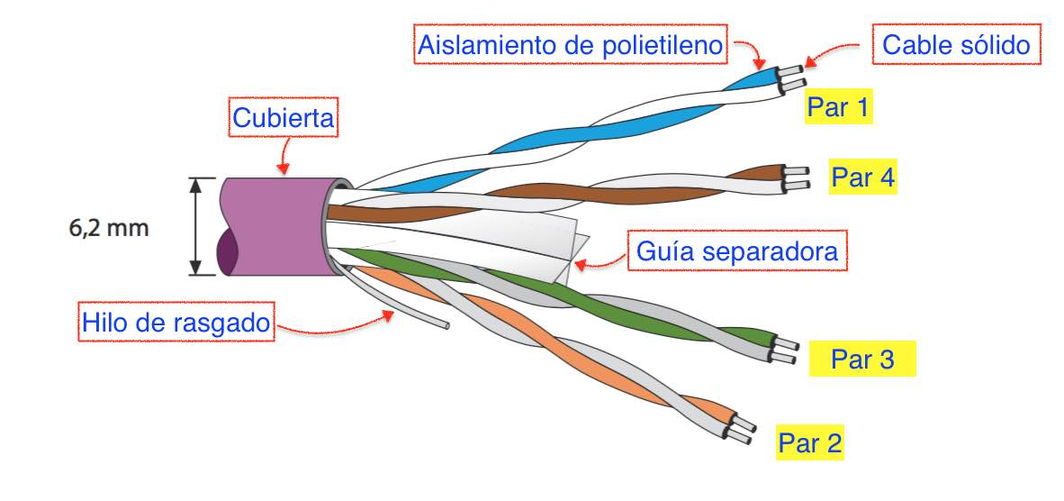 Aislamiento de polietileno
Cable sólido
Par 1
Cubierta
Par 4
6,2 mm
Guía separadora
Hilo de rasgado
Par 3
Par 2